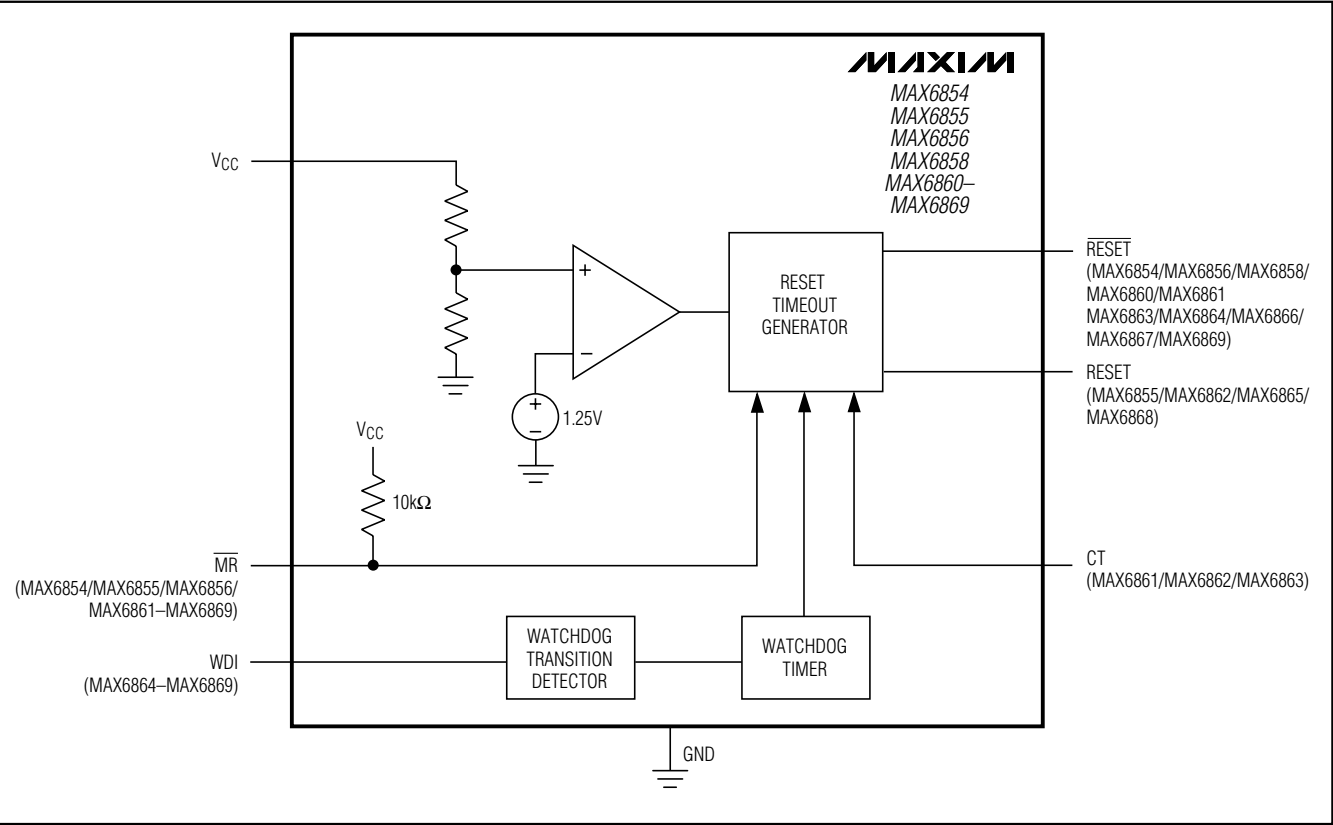 MAXIM
MAX6854
MAX6855
MAX6856
MAX6858
MAX6860–
MAX6869
VCC
+
−
RESET
TIMEOUT
GENERATOR
R̅E̅S̅E̅T̅
(MAX6854/MAX6856/MAX6858/
MAX6860/MAX6861
MAX6863/MAX6864/MAX6866/
MAX6867/MAX6869)
RESET
(MAX6855/MAX6862/MAX6865/
MAX6868)
+
−
1.25V
VCC
10kΩ
M̅R̅
(MAX6854/MAX6855/MAX6856/
MAX6861–MAX6869)
CT
(MAX6861/MAX6862/MAX6863)
WDI
(MAX6864–MAX6869)
WATCHDOG
TRANSITION
DETECTOR
WATCHDOG
TIMER
GND